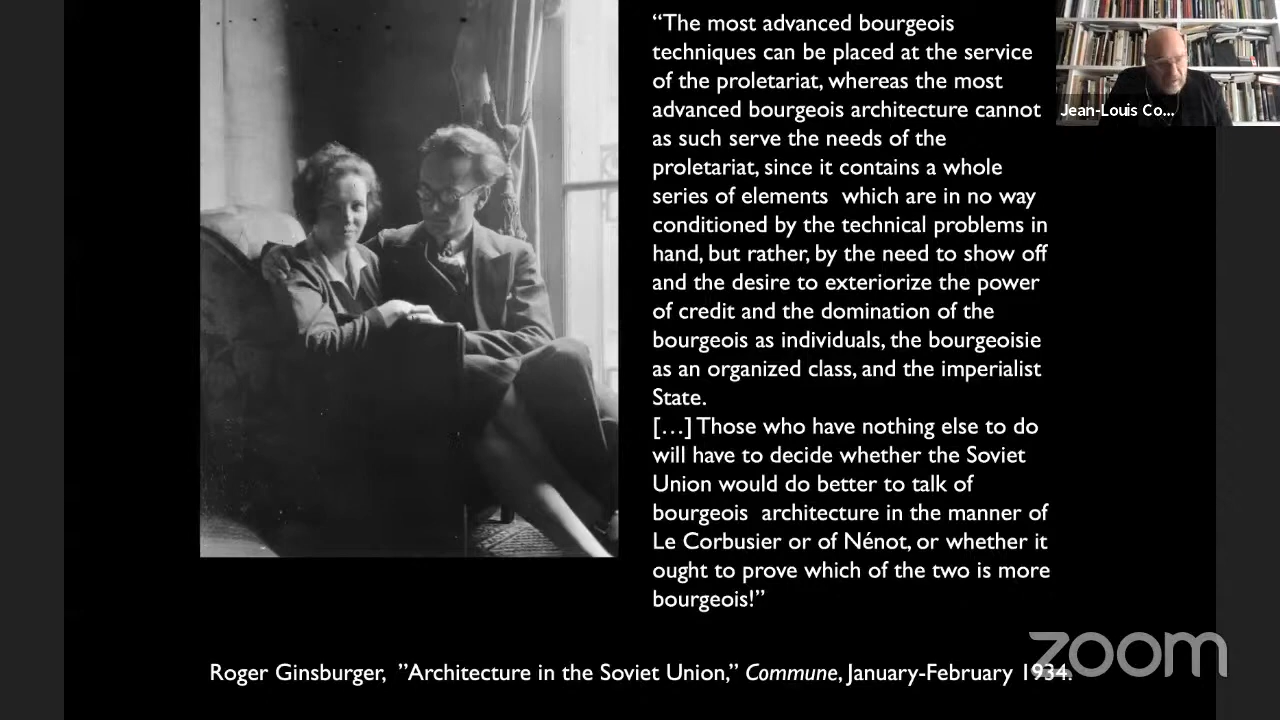 “The most advanced bourgeois
techniques can be placed at the service
of the proletariat, whereas the most
advanced bourgeois architecture cannot
as such serve the needs of the
proletariat, since it contains a whole
series of elements  which are in no way
conditioned by the technical problems in
hand, but rather, by the need to show off
and the desire to exteriorize the power
of credit and the domination of the
bourgeois as individuals, the bourgeoisie
as an organized class, and the imperialist
State.
[…] Those who have nothing else to do
will have to decide whether the Soviet
Union would do better to talk of
bourgeois  architecture in the manner of
Le Corbusier or of Nénot, or whether it
ought to prove which of the two is more
bourgeois!”
Jean-Louis Co...
Roger Ginsburger,  ”Architecture in the Soviet Union,” Commune, January-February 1934.
zoom